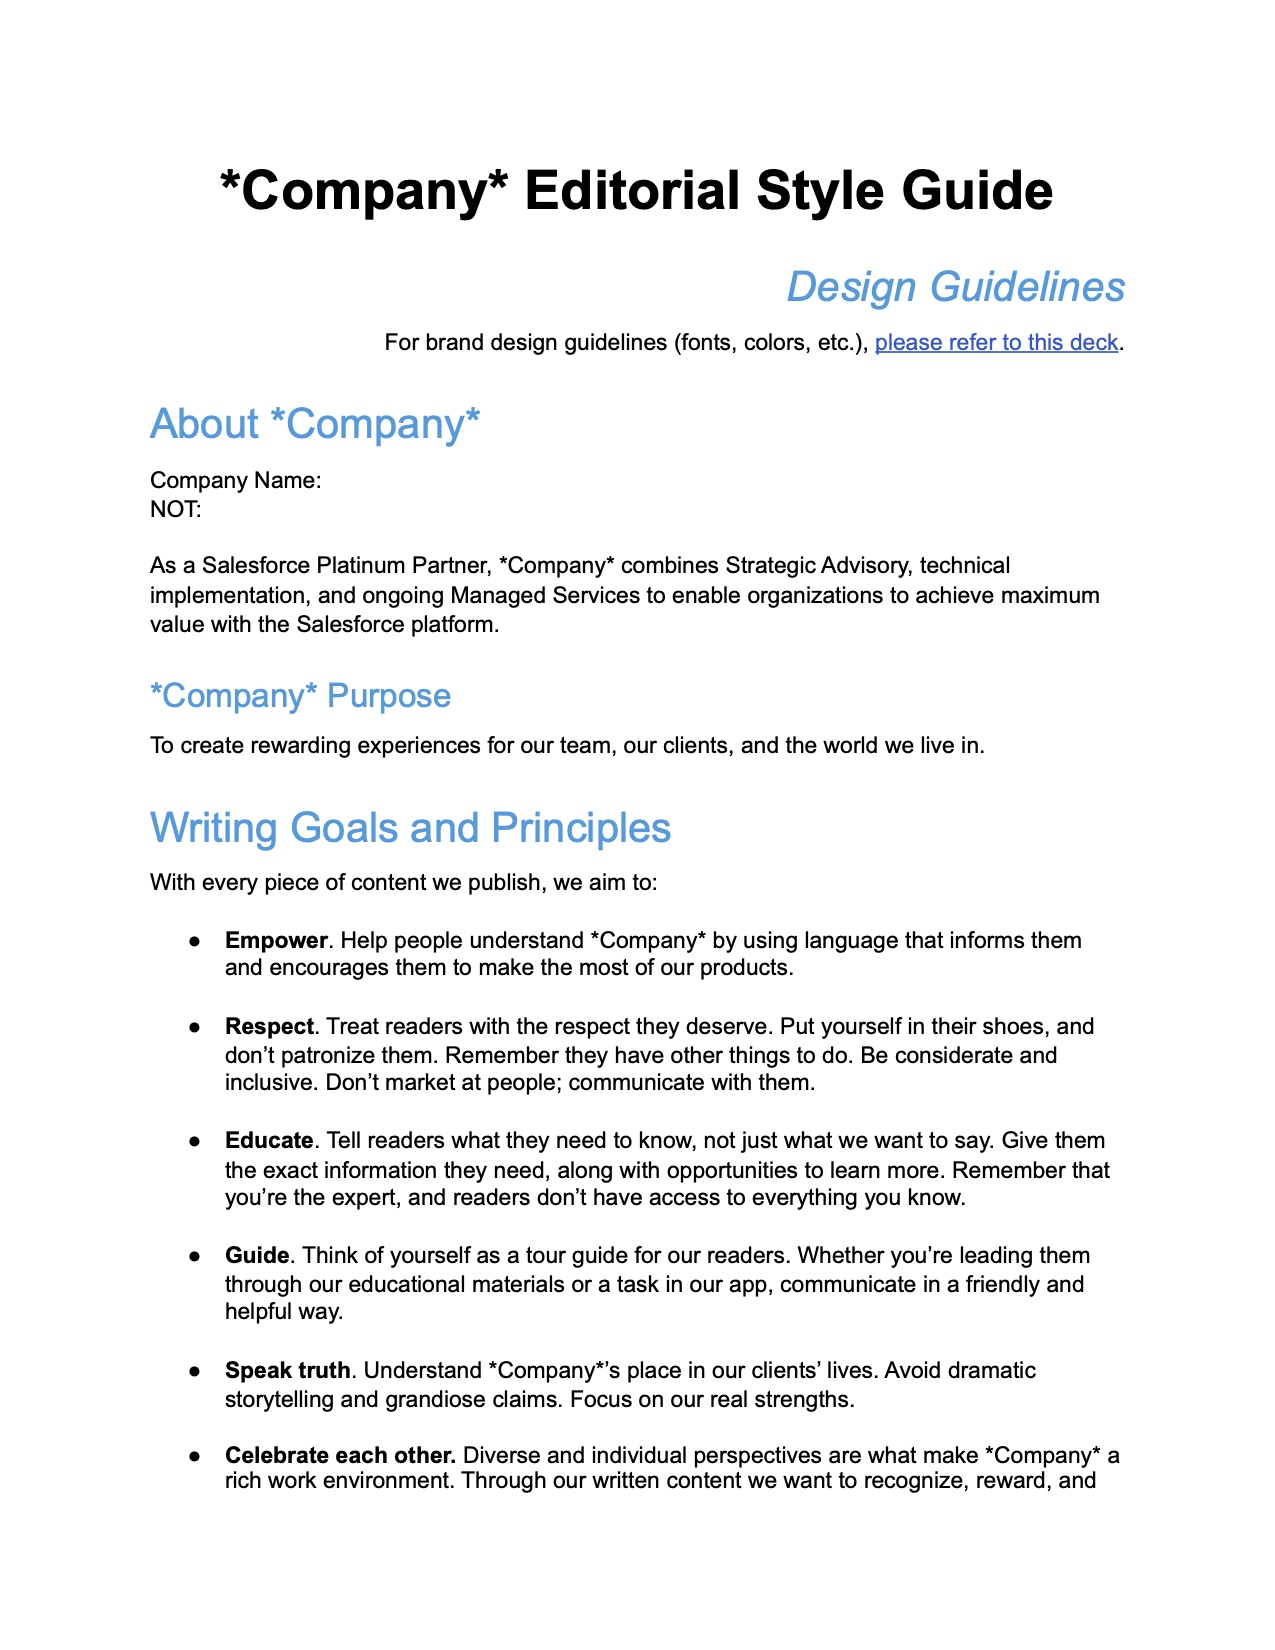 *Company* Editorial Style Guide
Design Guidelines
For brand design guidelines (fonts, colors, etc.), please refer to this deck.
About *Company*
Company Name:
NOT:
As a Salesforce Platinum Partner, *Company* combines Strategic Advisory, technical
implementation, and ongoing Managed Services to enable organizations to achieve maximum
value with the Salesforce platform.
*Company* Purpose
To create rewarding experiences for our team, our clients, and the world we live in.
Writing Goals and Principles
With every piece of content we publish, we aim to:
● Empower. Help people understand *Company* by using language that informs them
and encourages them to make the most of our products.
● Respect. Treat readers with the respect they deserve. Put yourself in their shoes, and
don’t patronize them. Remember they have other things to do. Be considerate and
inclusive. Don’t market at people; communicate with them.
● Educate. Tell readers what they need to know, not just what we want to say. Give them
the exact information they need, along with opportunities to learn more. Remember that
you’re the expert, and readers don’t have access to everything you know.
● Guide. Think of yourself as a tour guide for our readers. Whether you’re leading them
through our educational materials or a task in our app, communicate in a friendly and
helpful way.
● Speak truth. Understand *Company*’s place in our clients’ lives. Avoid dramatic
storytelling and grandiose claims. Focus on our real strengths.
● Celebrate each other. Diverse and individual perspectives are what make *Company* a
rich work environment. Through our written content we want to recognize, reward, and